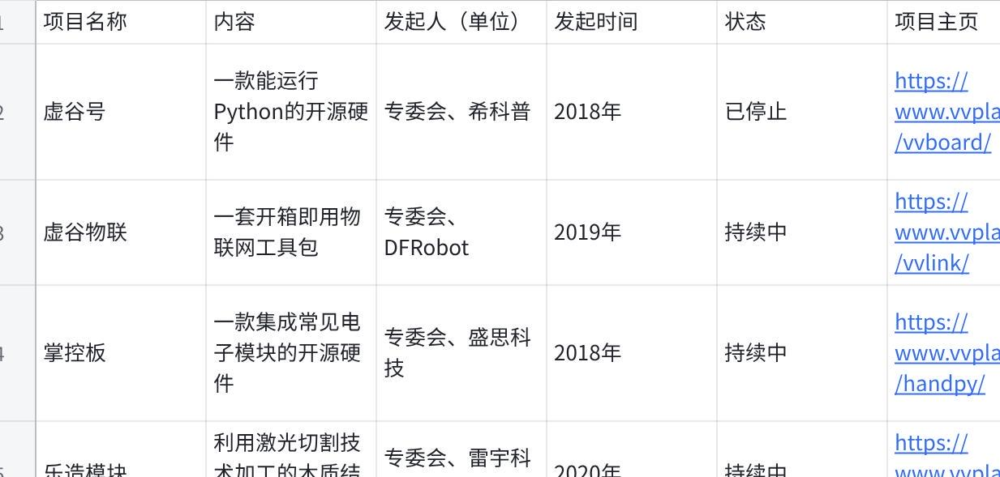 项目名称 内容 发起人（单位） 发起时间 状态 项目主页
虚谷号
一款能运行
Python的开源硬
件
专委会、希科普
2018年
已停止
https://
www.vvpla
/vvboard/
虚谷物联
一套开箱即用物
联网工具包
专委会、
DFRobot
2019年
持续中
https://
www.vvpla
/vvlink/
掌控板
一款集成常见电
子模块的开源硬
件
专委会、盛思科
技
2018年
持续中
https://
www.vvpla
/handpy/
乐造模块
利用激光切割技
术加工的木质结
专委会、雷宇科
2020年
持续中
https://
www.vvpla